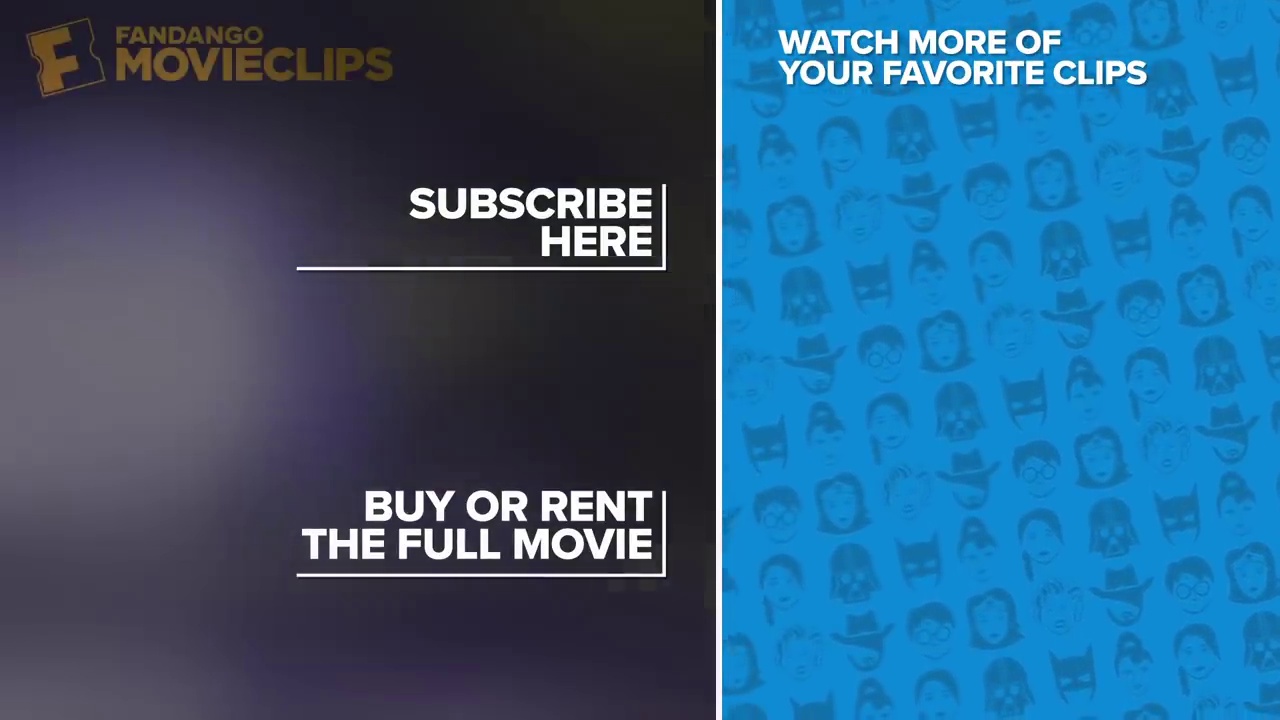 FANDANGO
MOVIECLIPS
SUBSCRIBE
HERE
BUY OR RENT
THE FULL MOVIE
WATCH MORE OF
YOUR FAVORITE CLIPS